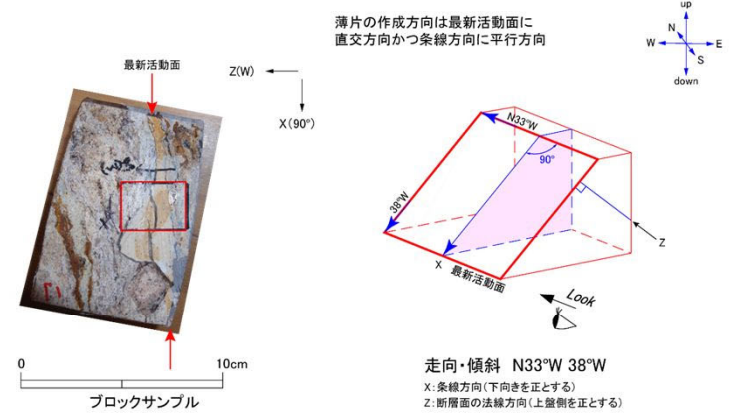 薄片の作成方向は最新活動面に
直交方向かつ条線方向に平行方向
up
N
W
E
S
down
最新活動面
Z(W)
X(90°)
N33°W
90°
38°W
X
最新活動面
Z
Look
0
10cm
ブロックサンプル
走向・傾斜 N33°W 38°W
X:条線方向(下向きを正とする)
Z:断層面の法線方向(上盤側を正とする)